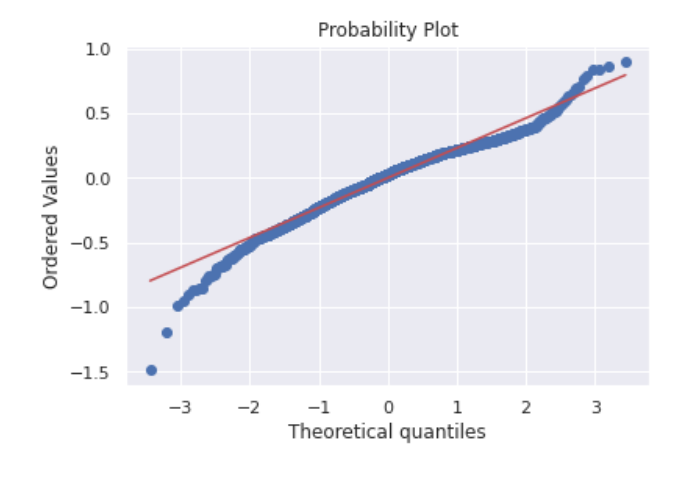 Probability Plot
1.0
0.5
0.0
−0.5
−1.0
−1.5
Ordered Values
−3 −2 −1 0 1 2 3
Theoretical quantiles